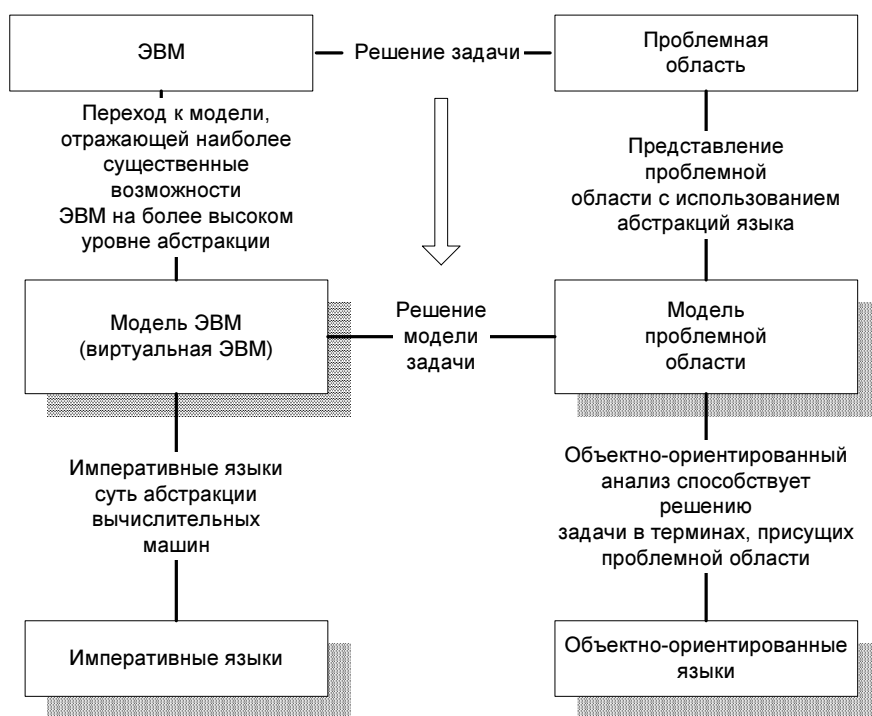 ЭВМ
Решение задачи
Проблемная
область
Переход к модели,
отражающей наиболее
существенные
возможности
ЭВМ на более высоком
уровне абстракции
Представление
проблемной
области с использованием
абстракций языка
Модель ЭВМ
(виртуальная ЭВМ)
Решение
модели
задачи
Модель
проблемной
области
Императивные языки
суть абстракции
вычислительных
машин
Объектно-ориентированный
анализ способствует
решению
задачи в терминах, присущих
проблемной области
Императивные языки
Объектно-ориентированные
языки